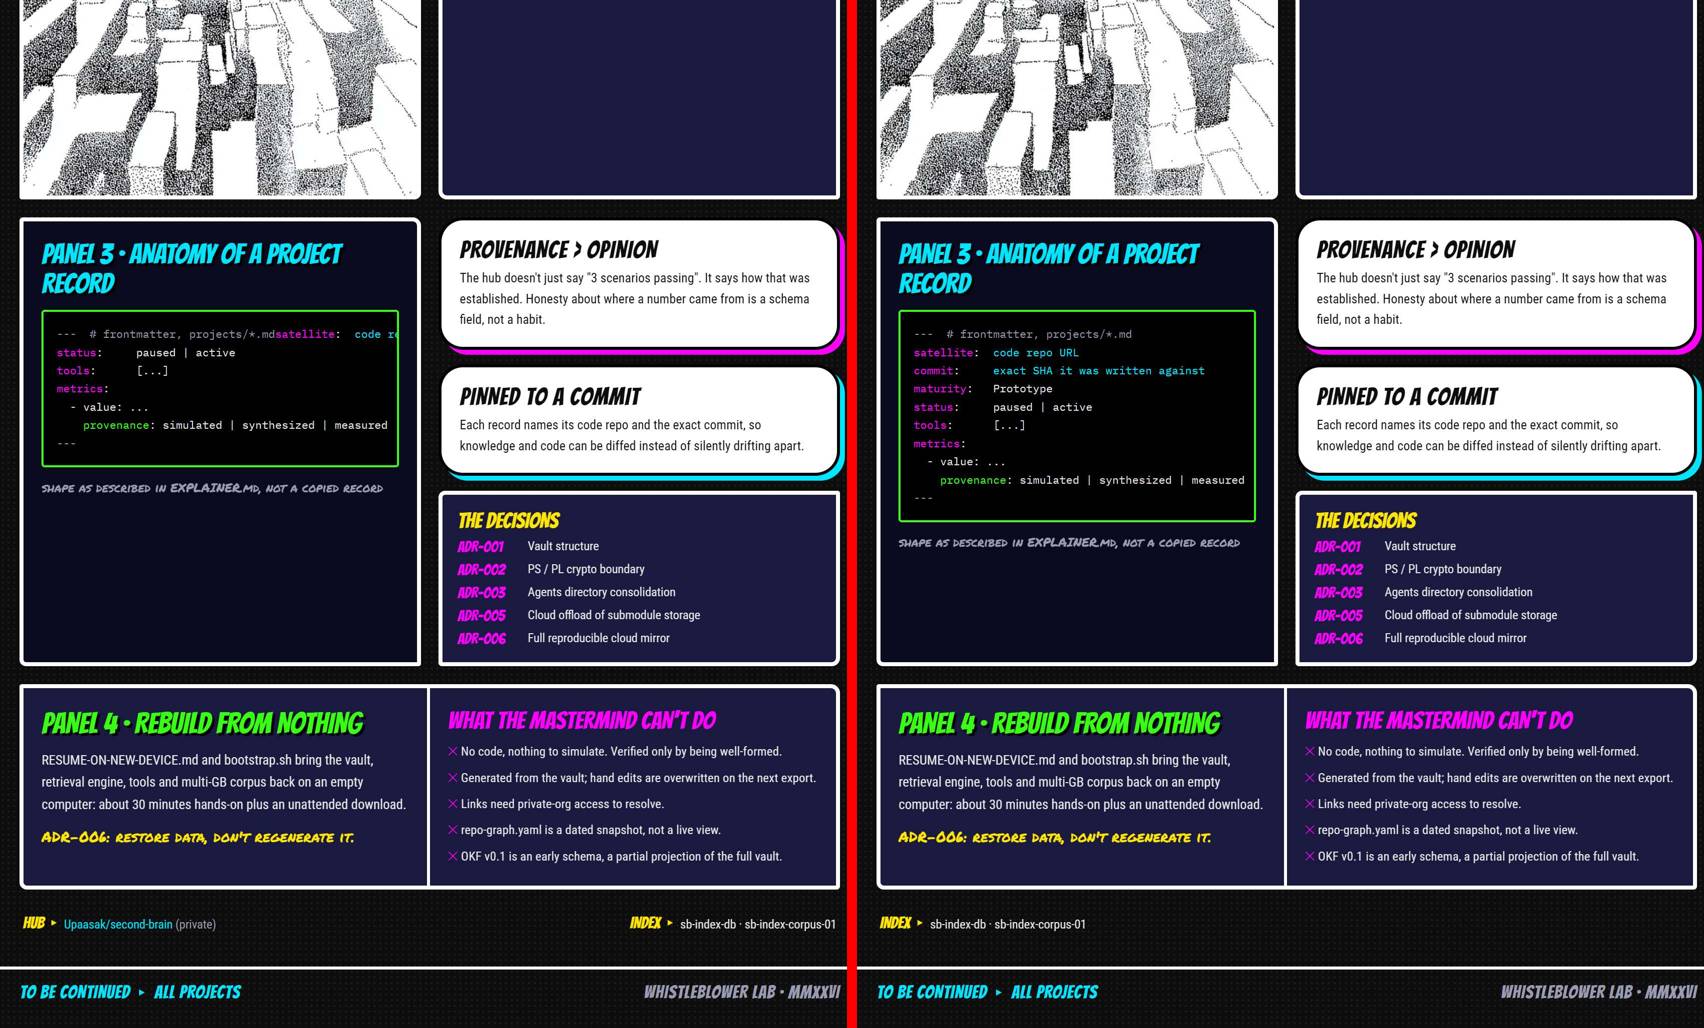 PANEL 3 · ANATOMY OF A PROJECT
RECORD
--- # frontmatter, projects/*.mdsatellite: code re
status: paused | active
tools: [...]
metrics:
- value: ...
provenance: simulated | synthesized | measured
---
SHAPE AS DESCRIBED IN EXPLAINER.MD, NOT A COPIED RECORD
PROVENANCE > OPINION
The hub doesn't just say "3 scenarios passing". It says how that was
established. Honesty about where a number came from is a schema
field, not a habit.
PINNED TO A COMMIT
Each record names its code repo and the exact commit, so
knowledge and code can be diffed instead of silently drifting apart.
THE DECISIONS
ADR-001 Vault structure
ADR-002 PS / PL crypto boundary
ADR-003 Agents directory consolidation
ADR-005 Cloud offload of submodule storage
ADR-006 Full reproducible cloud mirror
PANEL 4 · REBUILD FROM NOTHING
RESUME-ON-NEW-DEVICE.md and bootstrap.sh bring the vault,
retrieval engine, tools and multi-GB corpus back on an empty
computer: about 30 minutes hands-on plus an unattended download.
ADR-006: RESTORE DATA, DON'T REGENERATE IT.
WHAT THE MASTERMIND CAN'T DO
× No code, nothing to simulate. Verified only by being well-formed.
× Generated from the vault; hand edits are overwritten on the next export.
× Links need private-org access to resolve.
× repo-graph.yaml is a dated snapshot, not a live view.
× OKF v0.1 is an early schema, a partial projection of the full vault.
HUB ▸ Upaasak/second-brain (private)
INDEX ▸ sb-index-db · sb-index-corpus-01
TO BE CONTINUED ▸ ALL PROJECTS
WHISTLEBLOWER LAB · MMXXVI
PANEL 3 · ANATOMY OF A PROJECT
RECORD
--- # frontmatter, projects/*.md
satellite: code repo URL
commit: exact SHA it was written against
maturity: Prototype
status: paused | active
tools: [...]
metrics:
- value: ...
provenance: simulated | synthesized | measured
---
SHAPE AS DESCRIBED IN EXPLAINER.MD, NOT A COPIED RECORD
PROVENANCE > OPINION
The hub doesn't just say "3 scenarios passing". It says how that was
established. Honesty about where a number came from is a schema
field, not a habit.
PINNED TO A COMMIT
Each record names its code repo and the exact commit, so
knowledge and code can be diffed instead of silently drifting apart.
THE DECISIONS
ADR-001 Vault structure
ADR-002 PS / PL crypto boundary
ADR-003 Agents directory consolidation
ADR-005 Cloud offload of submodule storage
ADR-006 Full reproducible cloud mirror
PANEL 4 · REBUILD FROM NOTHING
RESUME-ON-NEW-DEVICE.md and bootstrap.sh bring the vault,
retrieval engine, tools and multi-GB corpus back on an empty
computer: about 30 minutes hands-on plus an unattended download.
ADR-006: RESTORE DATA, DON'T REGENERATE IT.
WHAT THE MASTERMIND CAN'T DO
× No code, nothing to simulate. Verified only by being well-formed.
× Generated from the vault; hand edits are overwritten on the next export.
× Links need private-org access to resolve.
× repo-graph.yaml is a dated snapshot, not a live view.
× OKF v0.1 is an early schema, a partial projection of the full vault.
INDEX ▸ sb-index-db · sb-index-corpus-01
TO BE CONTINUED ▸ ALL PROJECTS
WHISTLEBLOWER LAB · MMXXVI